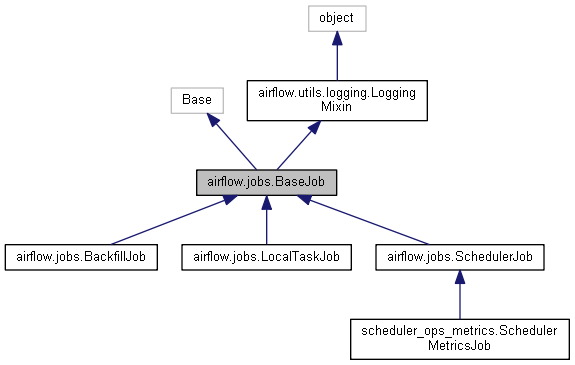 object
airflow.utils.logging.Logging
Mixin
Base
airflow.jobs.BaseJob
airflow.jobs.BackfillJob
airflow.jobs.LocalTaskJob
airflow.jobs.SchedulerJob
scheduler_ops_metrics.Scheduler
MetricsJob